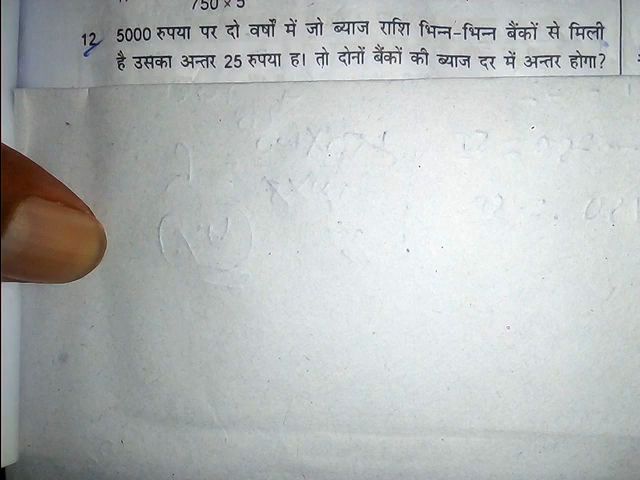 750 × 5
12 5000 रुपया पर दो वर्षों में जो ब्याज राशि भिन्न-भिन्न बैंकों से मिली
है उसका अन्तर 25 रुपया ह। तो दोनों बैंकों की ब्याज दर में अन्तर होगा?